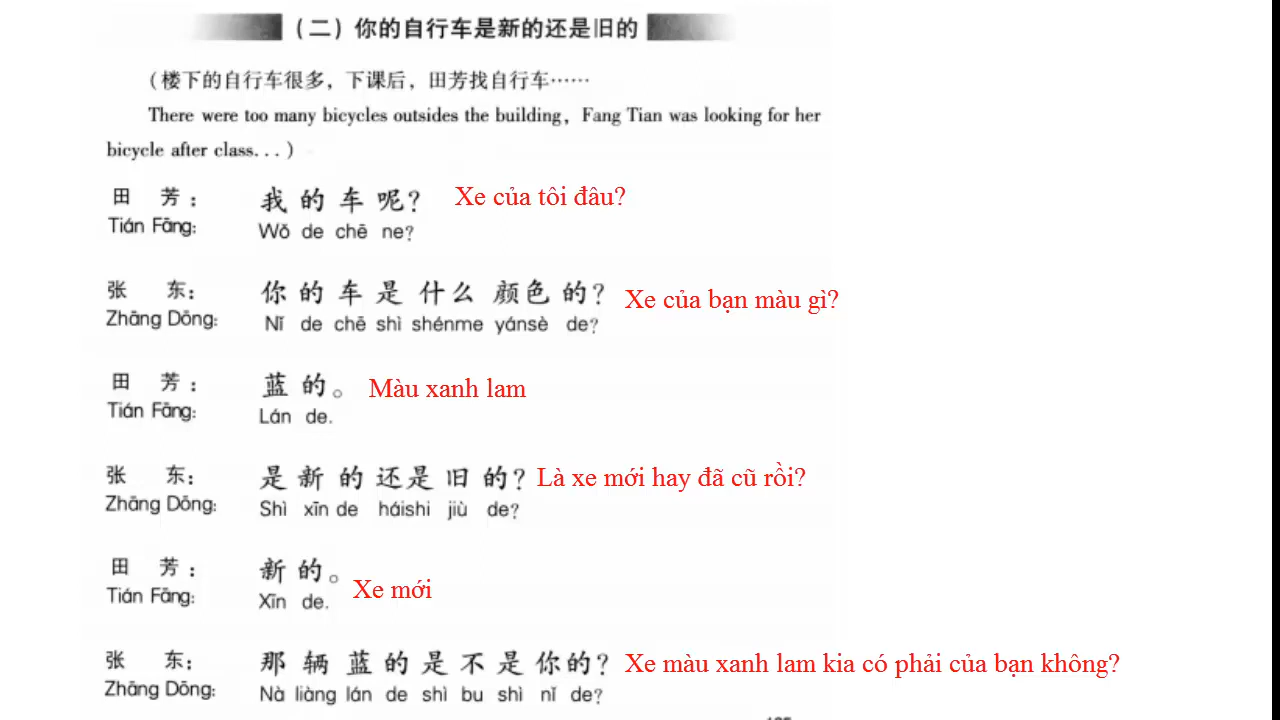 （二）你的自行车是新的还是旧的
（楼下的自行车很多，下课后，田芳找自行车……
There were too many bicycles outsides the building, Fang Tian was looking for her
bicycle after class...）
田 芳： 我 的 车 呢？ Xe của tôi đâu?
Tián Fāng: Wǒ de chē ne?
张 东： 你 的 车 是 什么 颜色 的？ Xe của bạn màu gì?
Zhāng Dōng: Nǐ de chē shì shénme yánsè de?
田 芳： 蓝 的。 Màu xanh lam
Tián Fāng: Lán de.
张 东： 是 新 的 还是 旧 的？ Là xe mới hay đã cũ rồi?
Zhāng Dōng: Shì xīn de háishi jiù de?
田 芳： 新 的。 Xe mới
Tián Fāng: Xīn de.
张 东： 那 辆 蓝 的 是 不 是 你的？ Xe màu xanh lam kia có phải của bạn không?
Zhāng Dōng: Nà liàng lán de shì bu shì nǐ de?